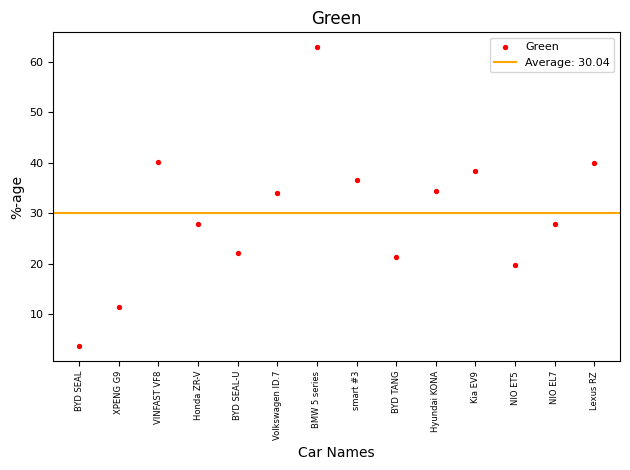 Green
Green
Average: 30.04
%-age
60
50
40
30
20
10
BYD SEAL
XPENG G9
VINFAST VF8
Honda ZR-V
BYD SEAL-U
Volkswagen ID.7
BMW 5 series
smart #3
BYD TANG
Hyundai KONA
Kia EV9
NIO ET5
NIO EL7
Lexus RZ
Car Names